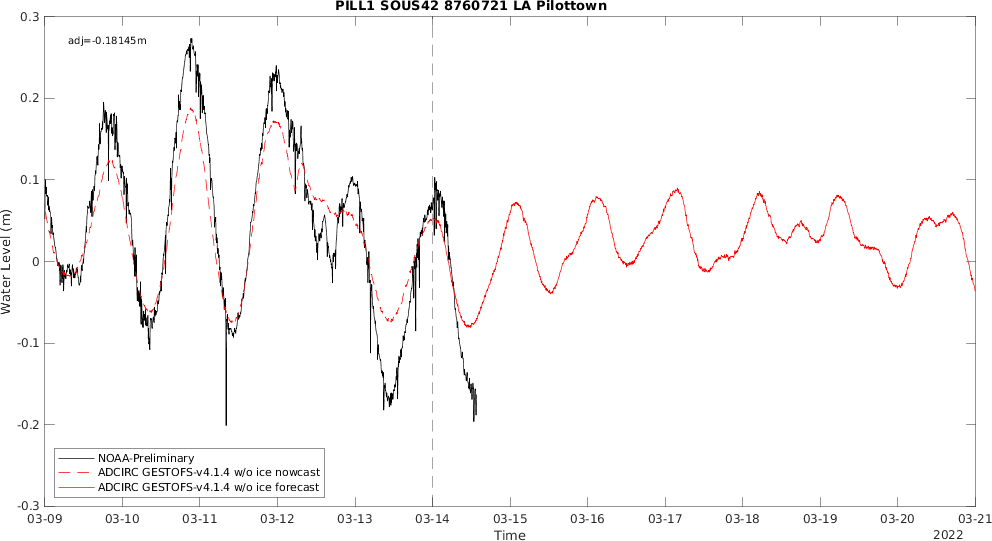 PILL1 SOUS42 8760721 LA Pilottown
adj=-0.18145m
0.3
0.2
0.1
0
-0.1
-0.2
-0.3
Water Level (m)
NOAA-Preliminary
ADCIRC GESTOFS-v4.1.4 w/o ice nowcast
ADCIRC GESTOFS-v4.1.4 w/o ice forecast
03-09 03-10 03-11 03-12 03-13 03-14 03-15 03-16 03-17 03-18 03-19 03-20 03-21
Time
2022